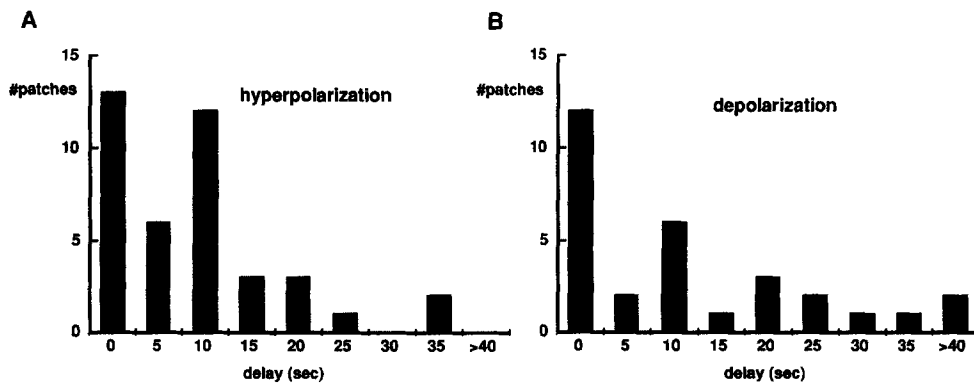 A
15
#patches
hyperpolarization
10
5
0
0 5 10 15 20 25 30 35 >40
delay (sec)
B
15
#patches
depolarization
10
5
0
0 5 10 15 20 25 30 35 >40
delay (sec)